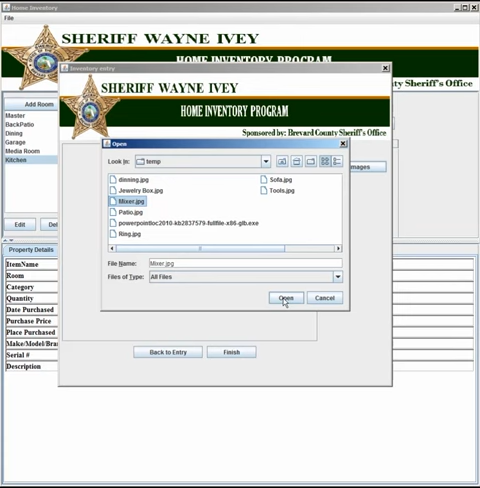 Home Inventory
File
SHERIFF WAYNE IVEY
HOME INVENTORY PROGRAM
Inventory entry
SHERIFF WAYNE IVEY
HOME INVENTORY PROGRAM
Sponsored by: Brevard County Sheriff's Office
County Sheriff's Office
Add Room
Master
BackPatio
Dining
Garage
Media Room
Kitchen
Edit
Del
Open
Look In:
temp
dinning.jpg
Jewelry Box.jpg
Mixer.jpg
Patio.jpg
powerpointloc2010-kb2837579-fullfile-x86-glb.exe
Ring.jpg
Sofa.jpg
Tools.jpg
File Name:
Mixer.jpg
Files of Type:
All Files
Open
Cancel
Images
Back to Entry
Finish
Property Details
ItemName
Room
Category
Quantity
Date Purchased
Purchase Price
Place Purchased
Make/Model/Bran
Serial #
Description